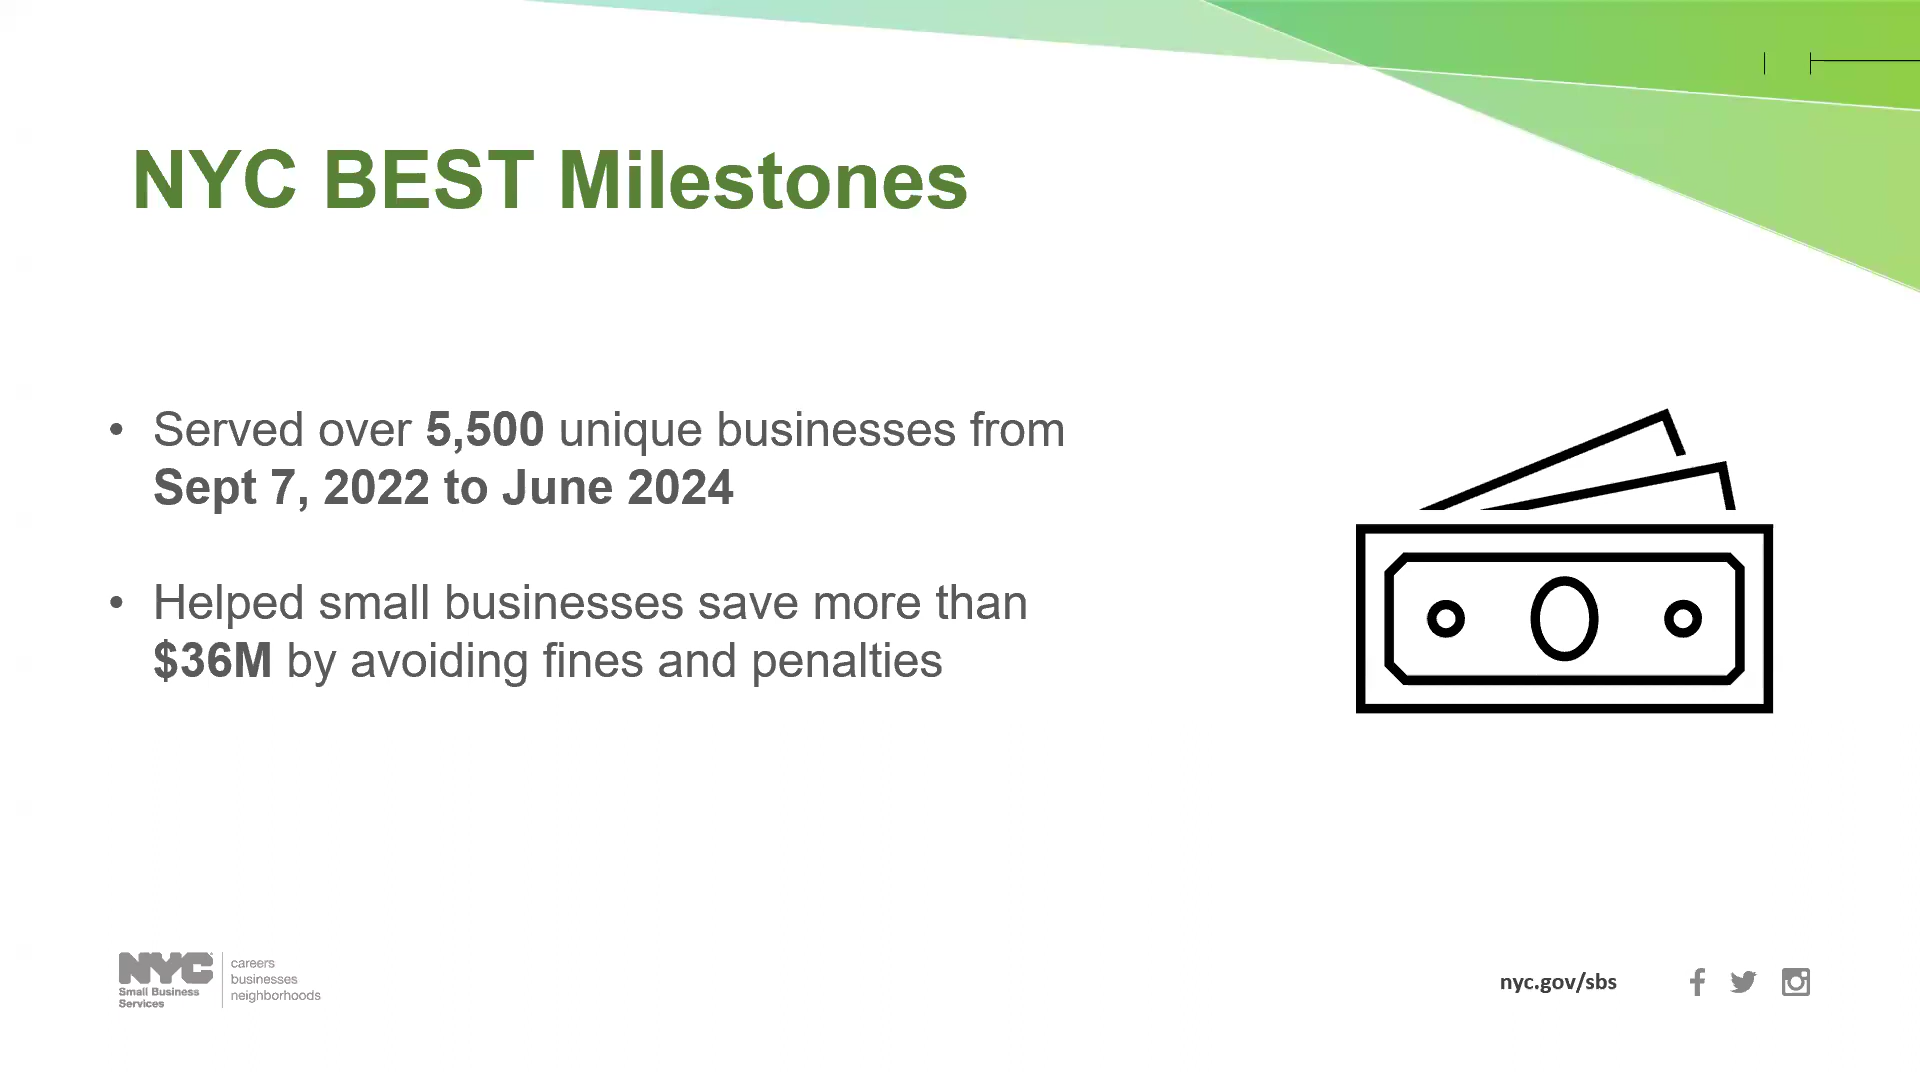 NYC BEST Milestones
• Served over 5,500 unique businesses from
Sept 7, 2022 to June 2024
• Helped small businesses save more than
$36M by avoiding fines and penalties
NYC
Small Business
Services
careers
businesses
neighborhoods
nyc.gov/sbs